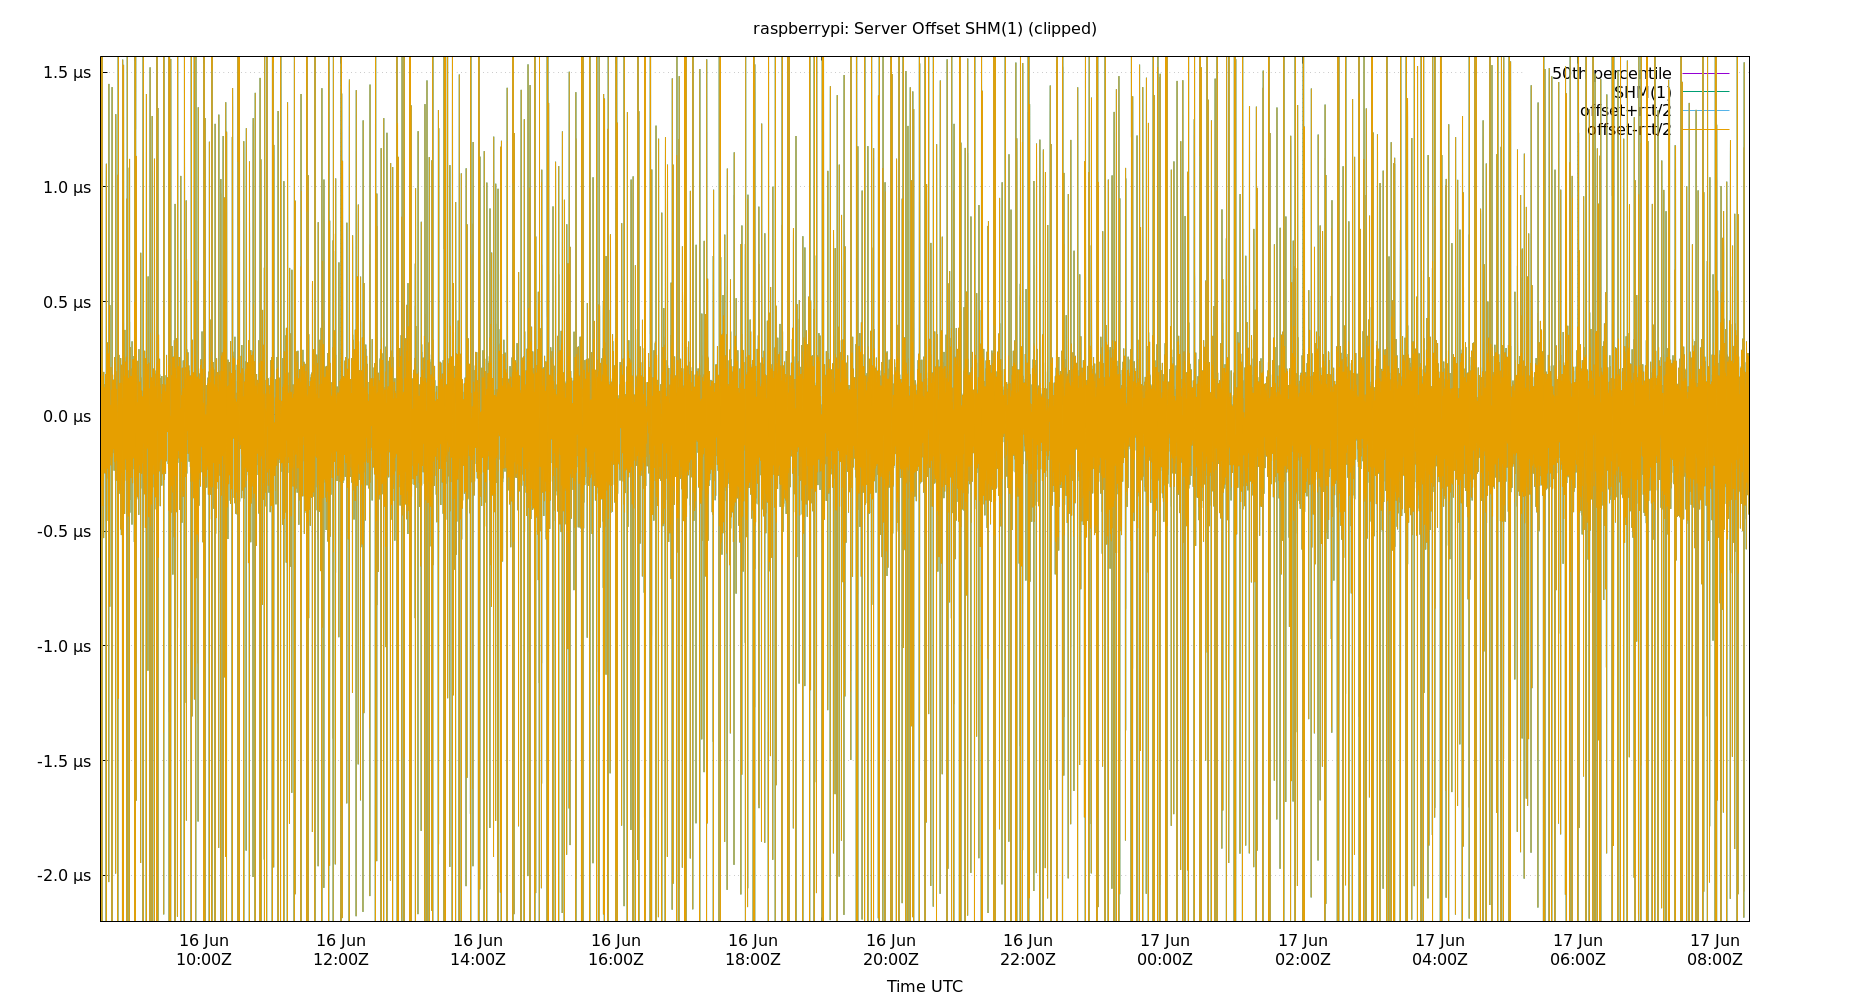 raspberrypi: Server Offset SHM(1) (clipped)
50th percentile
SHM(1)
offset+rtt/2
offset-rtt/2
1.5 µs
1.0 µs
0.5 µs
0.0 µs
-0.5 µs
-1.0 µs
-1.5 µs
-2.0 µs
16 Jun 16 Jun 16 Jun 16 Jun 16 Jun 16 Jun 16 Jun 17 Jun 17 Jun 17 Jun 17 Jun 17 Jun
10:00Z 12:00Z 14:00Z 16:00Z 18:00Z 20:00Z 22:00Z 00:00Z 02:00Z 04:00Z 06:00Z 08:00Z
Time UTC